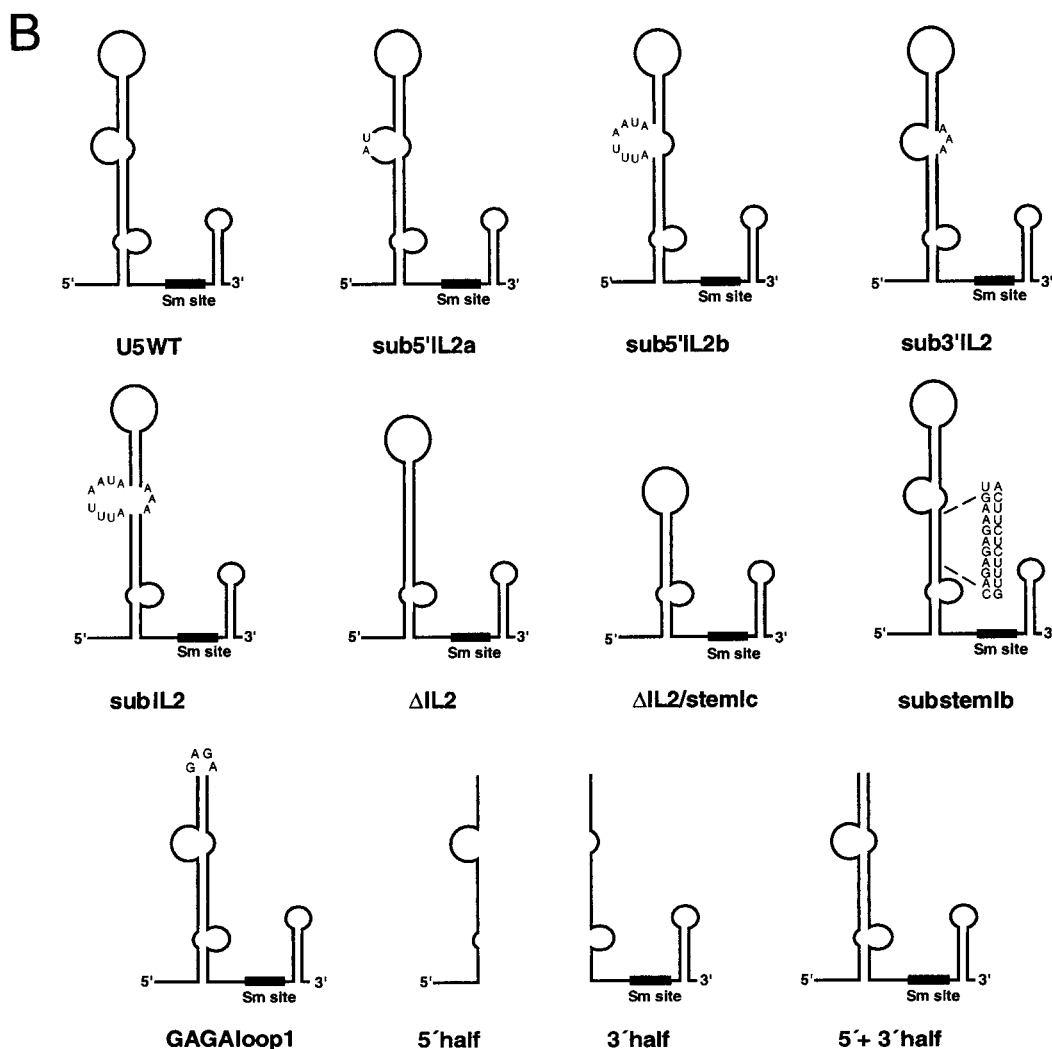 B
U A
A A U A
U U U A
A A A
5' Sm site 3'
5' Sm site 3'
5' Sm site 3'
5' Sm site 3'
U5WT
sub5'IL2a
sub5'IL2b
sub3'IL2
A A U A
U U U A
A A A
U A
G C
A U
A U
G C
A U
G C
A U
G U
A U
C G
5' Sm site 3'
5' Sm site 3'
5' Sm site 3'
5' Sm site 3'
subIL2
ΔIL2
ΔIL2/stemIc
substemIb
G A G A
5' Sm site 3'
5'
Sm site 3'
5' Sm site 3'
GAGAloop1
5´half
3´half
5´+ 3´half